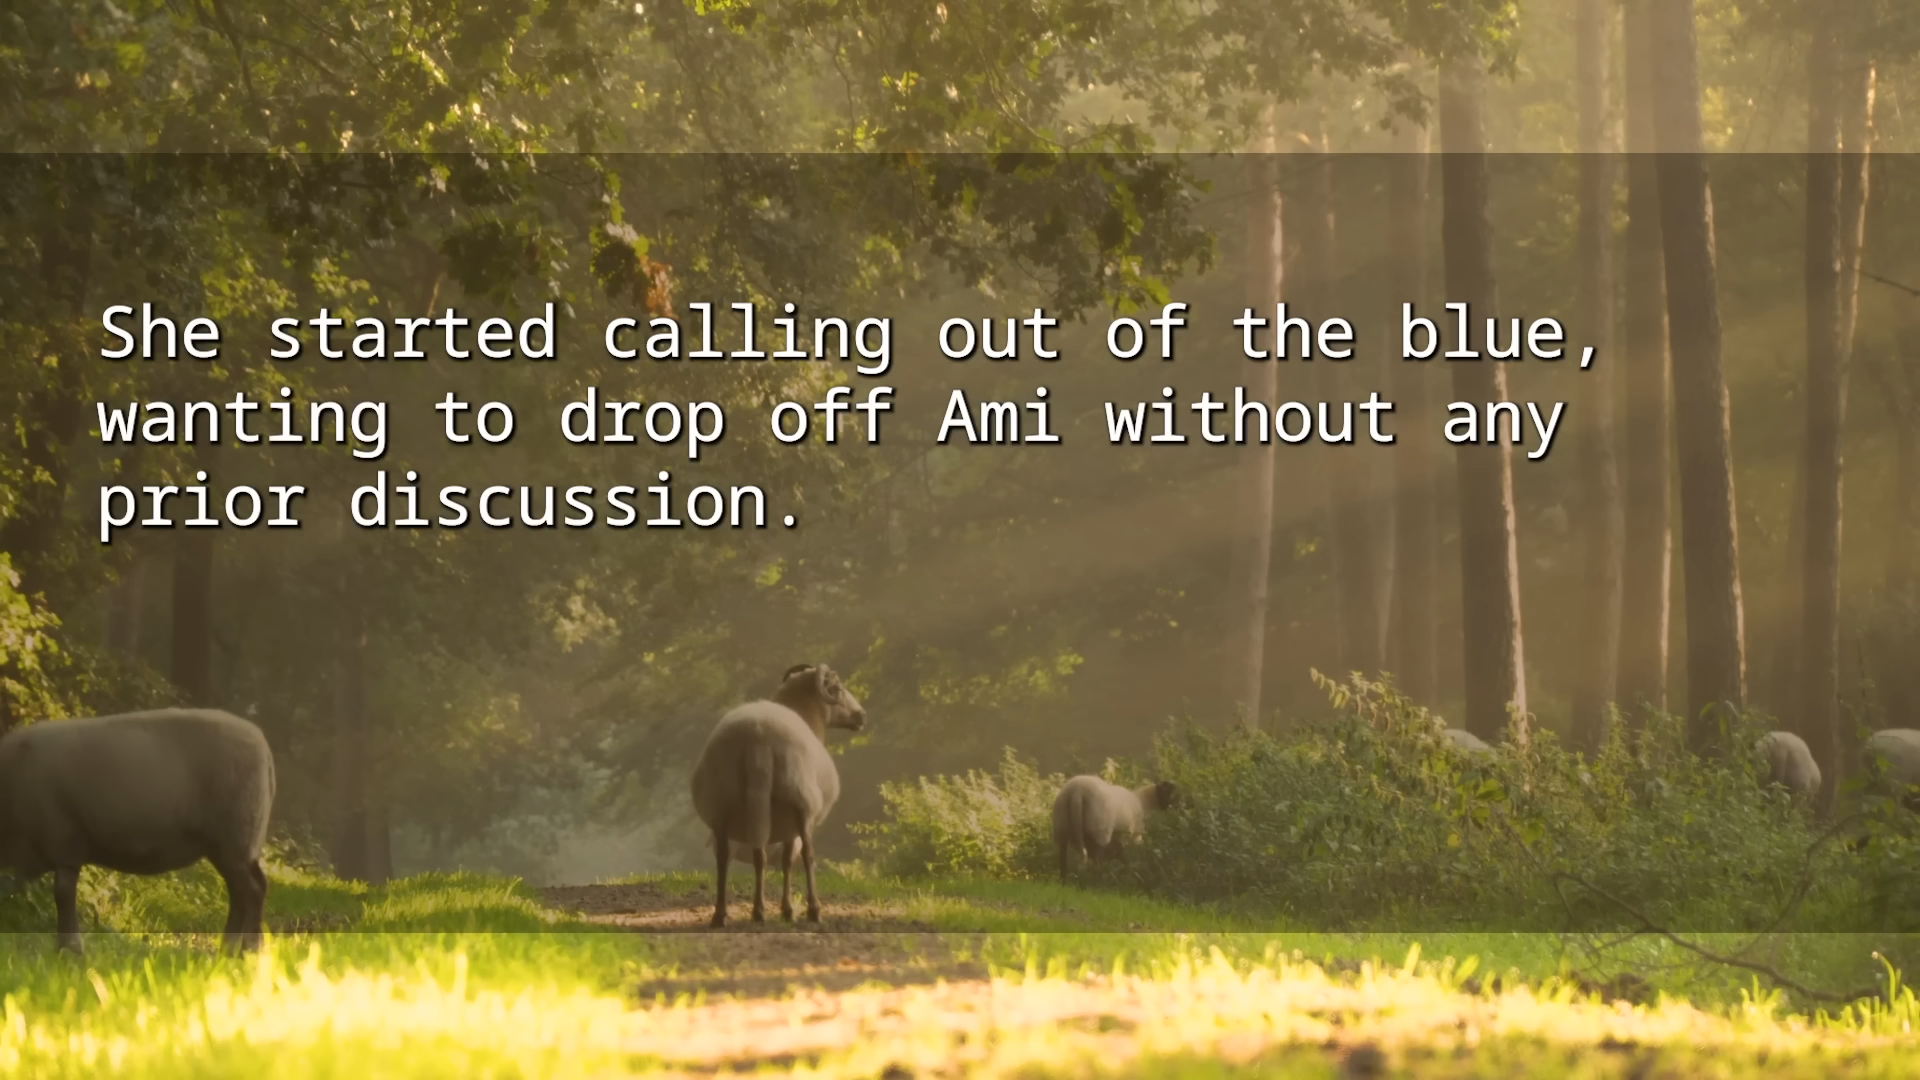 She started calling out of the blue,
wanting to drop off Ami without any
prior discussion.